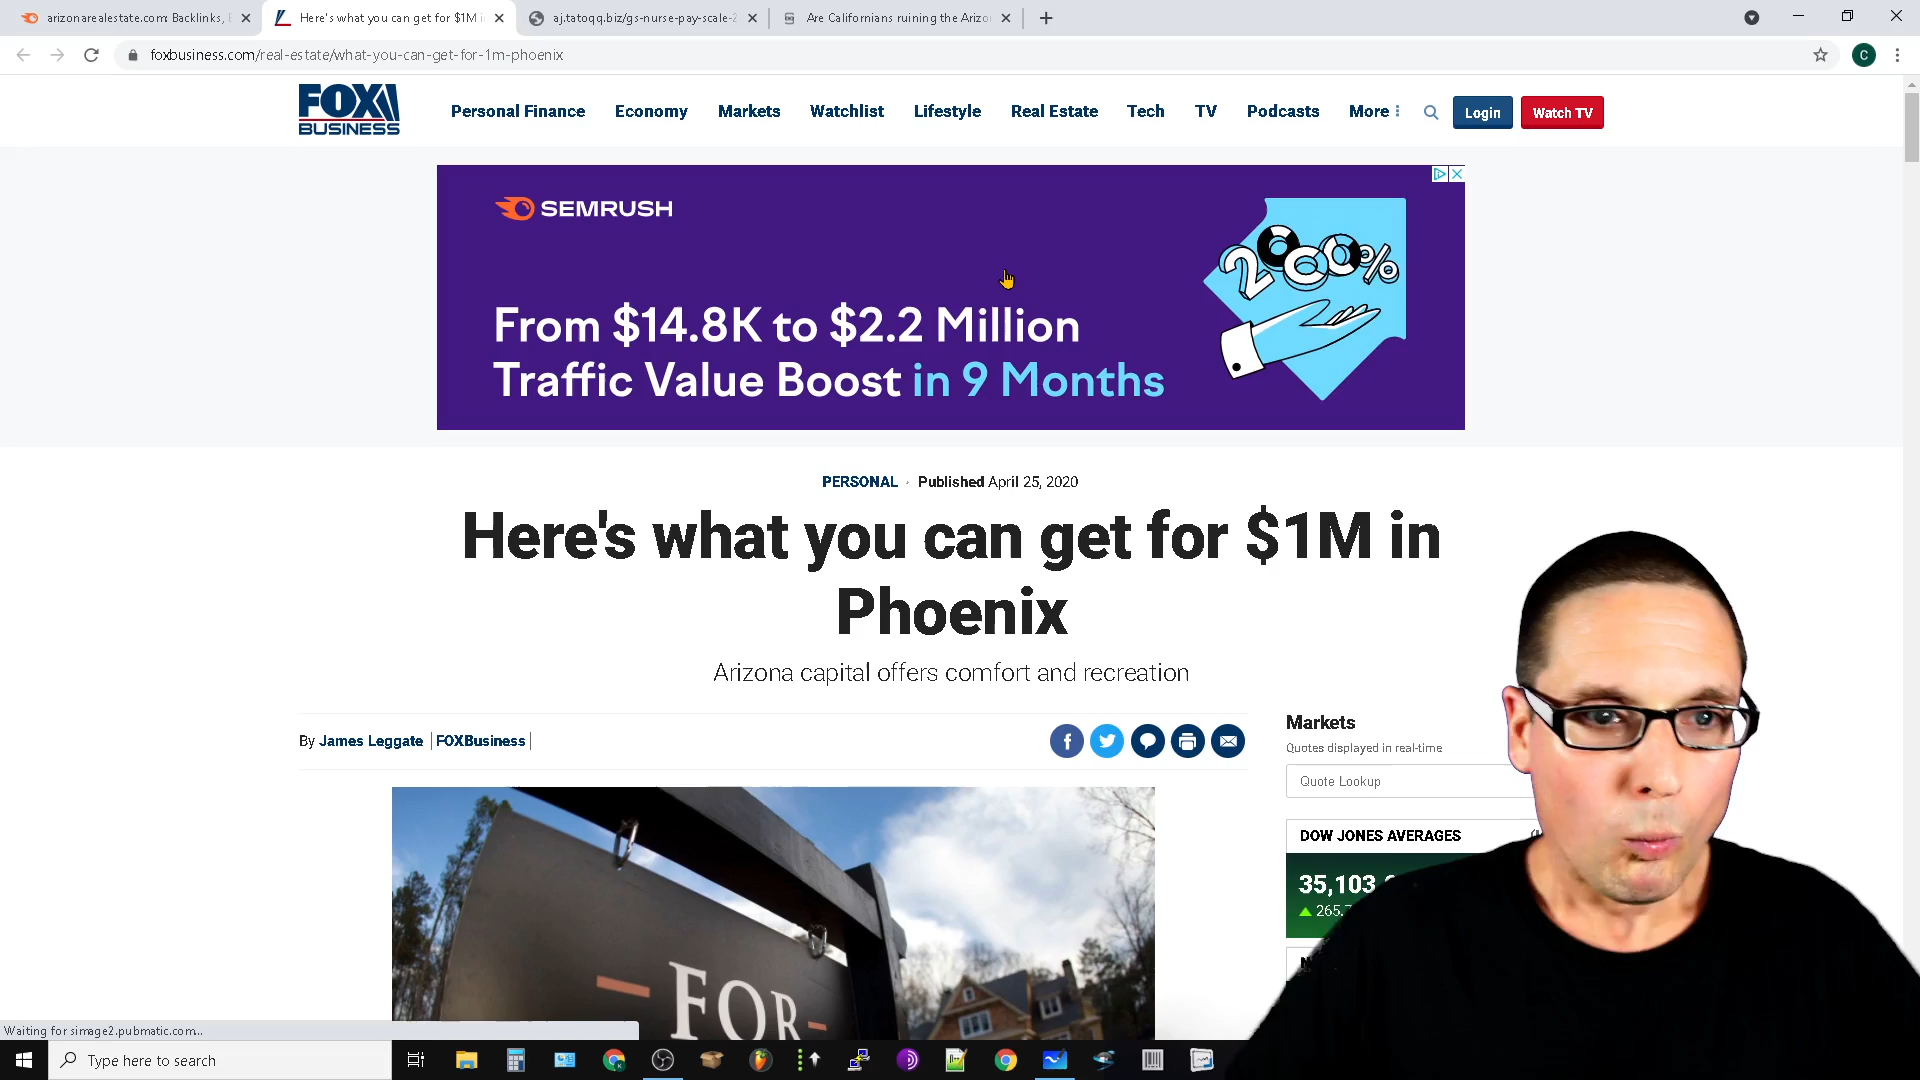 arizonarealestate.com: Backlinks,
Here's what you can get for $1M i
aj.tatoqq.biz/gs-nurse-pay-scale-2
Are Californians ruining the Arizo
foxbusiness.com/real-estate/what-you-can-get-for-1m-phoenix
C
FOX BUSINESS
Personal Finance
Economy
Markets
Watchlist
Lifestyle
Real Estate
Tech
TV
Podcasts
More
Login
Watch TV
SEMRUSH
From $14.8K to $2.2 Million
Traffic Value Boost in 9 Months
2000%
PERSONAL · Published April 25, 2020
Here's what you can get for $1M in
Phoenix
Arizona capital offers comfort and recreation
By James Leggate | FOXBusiness |
Markets
Quotes displayed in real-time
Quote Lookup
DOW JONES AVERAGES
35,103
265.
FOR
Waiting for simage2.pubmatic.com...
Type here to search